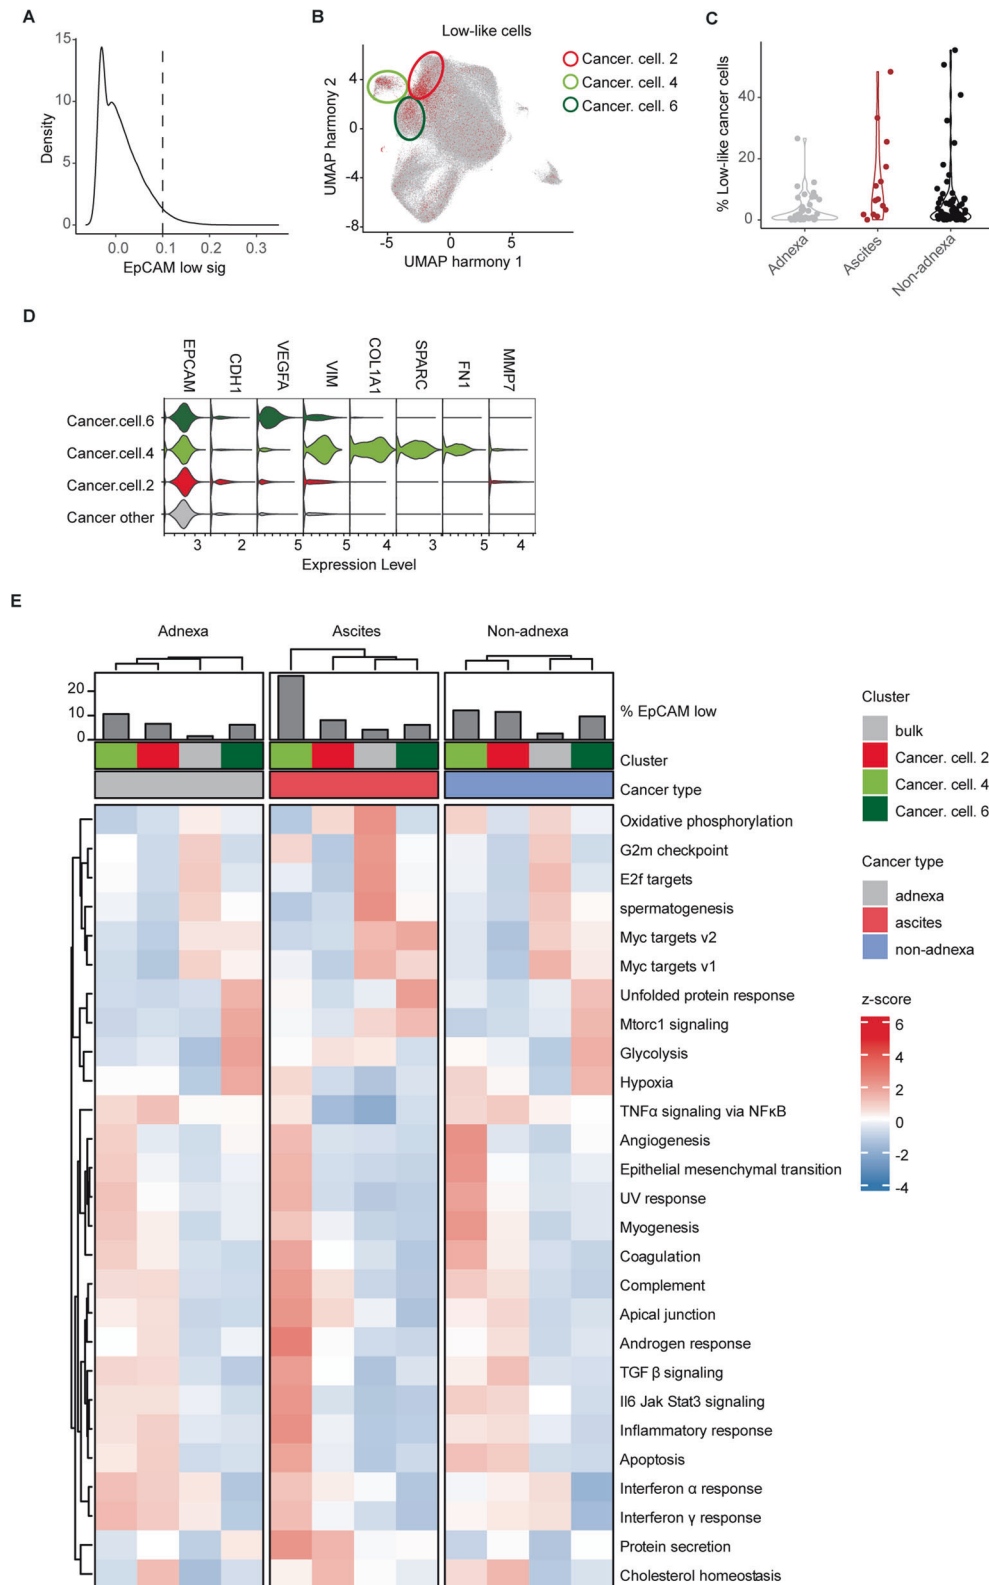 A
15
10
5
0
Density
0.0 0.1 0.2 0.3
EpCAM low sig
B
Low-like cells
4
0
-4
-8
UMAP harmony 2
-5 0 5
UMAP harmony 1
Cancer. cell. 2
Cancer. cell. 4
Cancer. cell. 6
C
% Low-like cancer cells
40
20
0
Adnexa
Ascites
Non-adnexa
D
EPCAM CDH1 VEGFA VIM COL1A1 SPARC FN1 MMP7
Cancer.cell.6
Cancer.cell.4
Cancer.cell.2
Cancer other
3 2 5 5 4 3 5 4
Expression Level
E
Adnexa Ascites Non-adnexa
20
10
0
% EpCAM low
Cluster
Cancer type
Oxidative phosphorylation
G2m checkpoint
E2f targets
spermatogenesis
Myc targets v2
Myc targets v1
Unfolded protein response
Mtorc1 signaling
Glycolysis
Hypoxia
TNFα signaling via NFκB
Angiogenesis
Epithelial mesenchymal transition
UV response
Myogenesis
Coagulation
Complement
Apical junction
Androgen response
TGF β signaling
Il6 Jak Stat3 signaling
Inflammatory response
Apoptosis
Interferon α response
Interferon γ response
Protein secretion
Cholesterol homeostasis
Cluster
bulk
Cancer. cell. 2
Cancer. cell. 4
Cancer. cell. 6
Cancer type
adnexa
ascites
non-adnexa
z-score
6
4
2
0
-2
-4